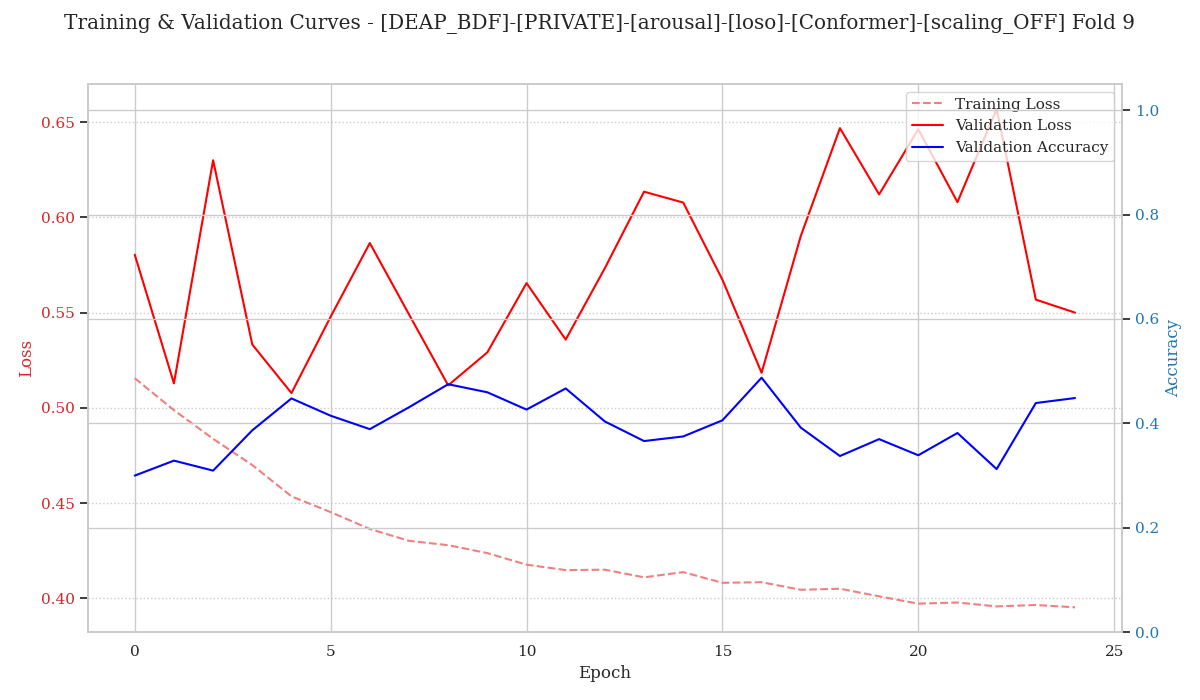 Training & Validation Curves - [DEAP_BDF]-[PRIVATE]-[arousal]-[loso]-[Conformer]-[scaling_OFF] Fold 9
Training Loss
Validation Loss
Validation Accuracy
0.65
0.60
0.55
0.50
0.45
0.40
Loss
1.0
0.8
0.6
0.4
0.2
0.0
Accuracy
0
5
10
15
20
25
Epoch